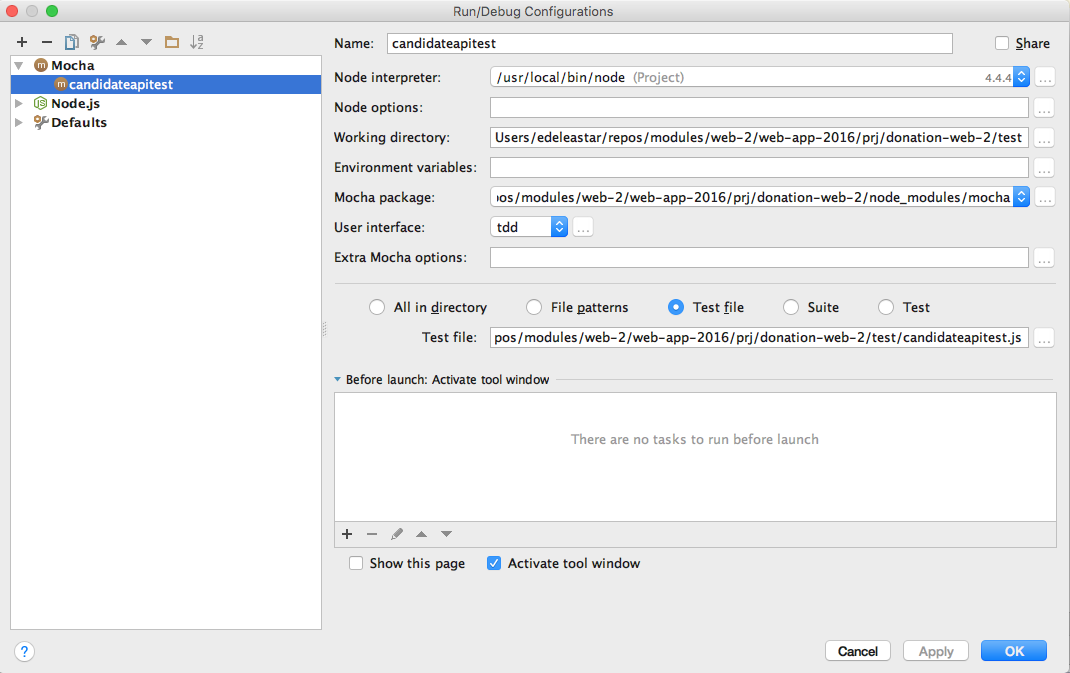 Run/Debug Configurations
Name: candidateapitest Share
Mocha
candidateapitest
Node.js
Defaults
Node interpreter: /usr/local/bin/node (Project) 4.4.4 ...
Node options: ...
Working directory: Users/edeleastar/repos/modules/web-2/web-app-2016/prj/donation-web-2/test ...
Environment variables: ...
Mocha package: pos/modules/web-2/web-app-2016/prj/donation-web-2/node_modules/mocha ...
User interface: tdd ...
Extra Mocha options: ...
All in directory File patterns Test file Suite Test
Test file: pos/modules/web-2/web-app-2016/prj/donation-web-2/test/candidateapitest.js ...
Before launch: Activate tool window
There are no tasks to run before launch
Show this page Activate tool window
? Cancel Apply OK